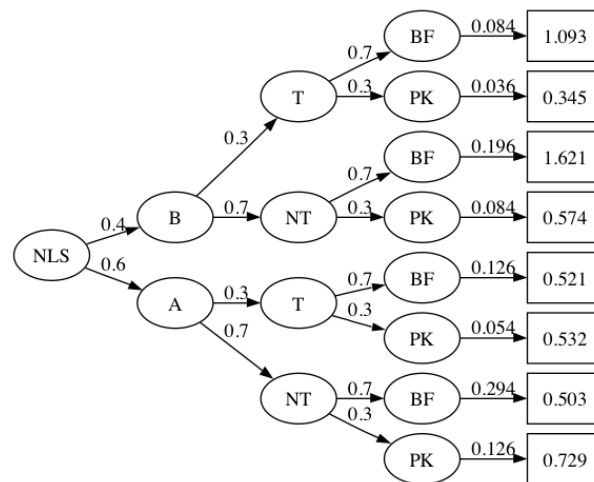 BF 0.084 1.093
0.7
T 0.3 PK 0.036 0.345
0.3
BF 0.196 1.621
0.7
B 0.7 NT 0.3 PK 0.084 0.574
0.4
NLS
0.6
BF 0.126 0.521
0.7
A 0.3 T
0.3
PK 0.054 0.532
0.7
NT 0.7 BF 0.294 0.503
0.3
PK 0.126 0.729